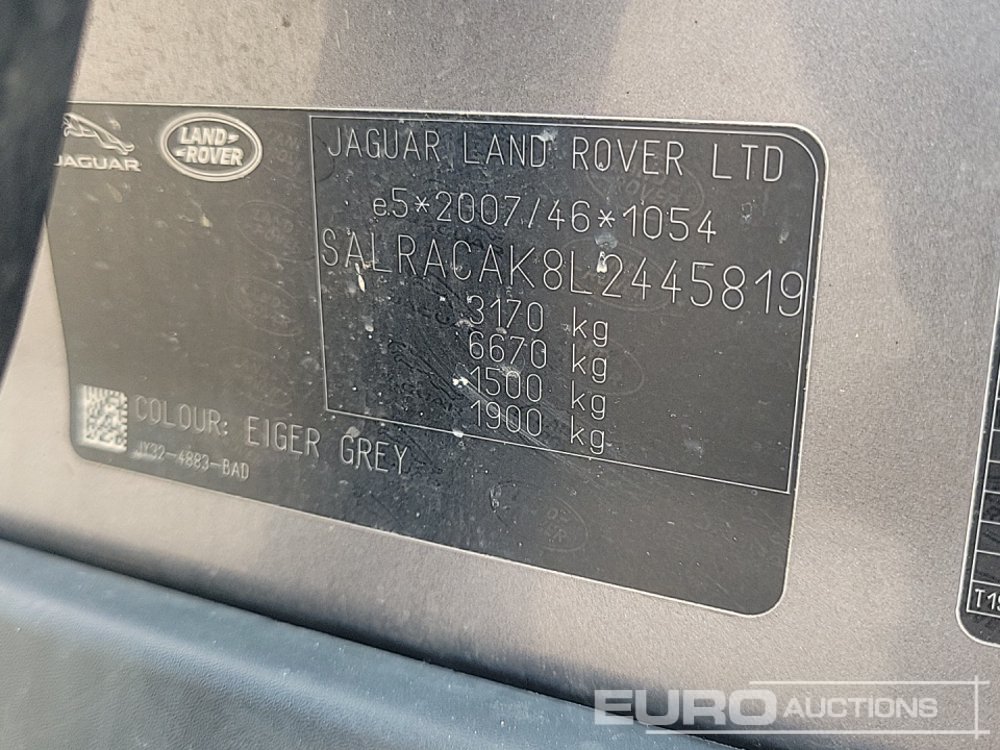 JAGUAR
LAND
ROVER
JAGUAR LAND ROVER LTD
e5*2007/46*1054
SALRACAK8L2445819
3170 kg
6670 kg
1500 kg
1900 kg
COLOUR: EIGER GREY
JY32-4883-BAD
EURO AUCTIONS